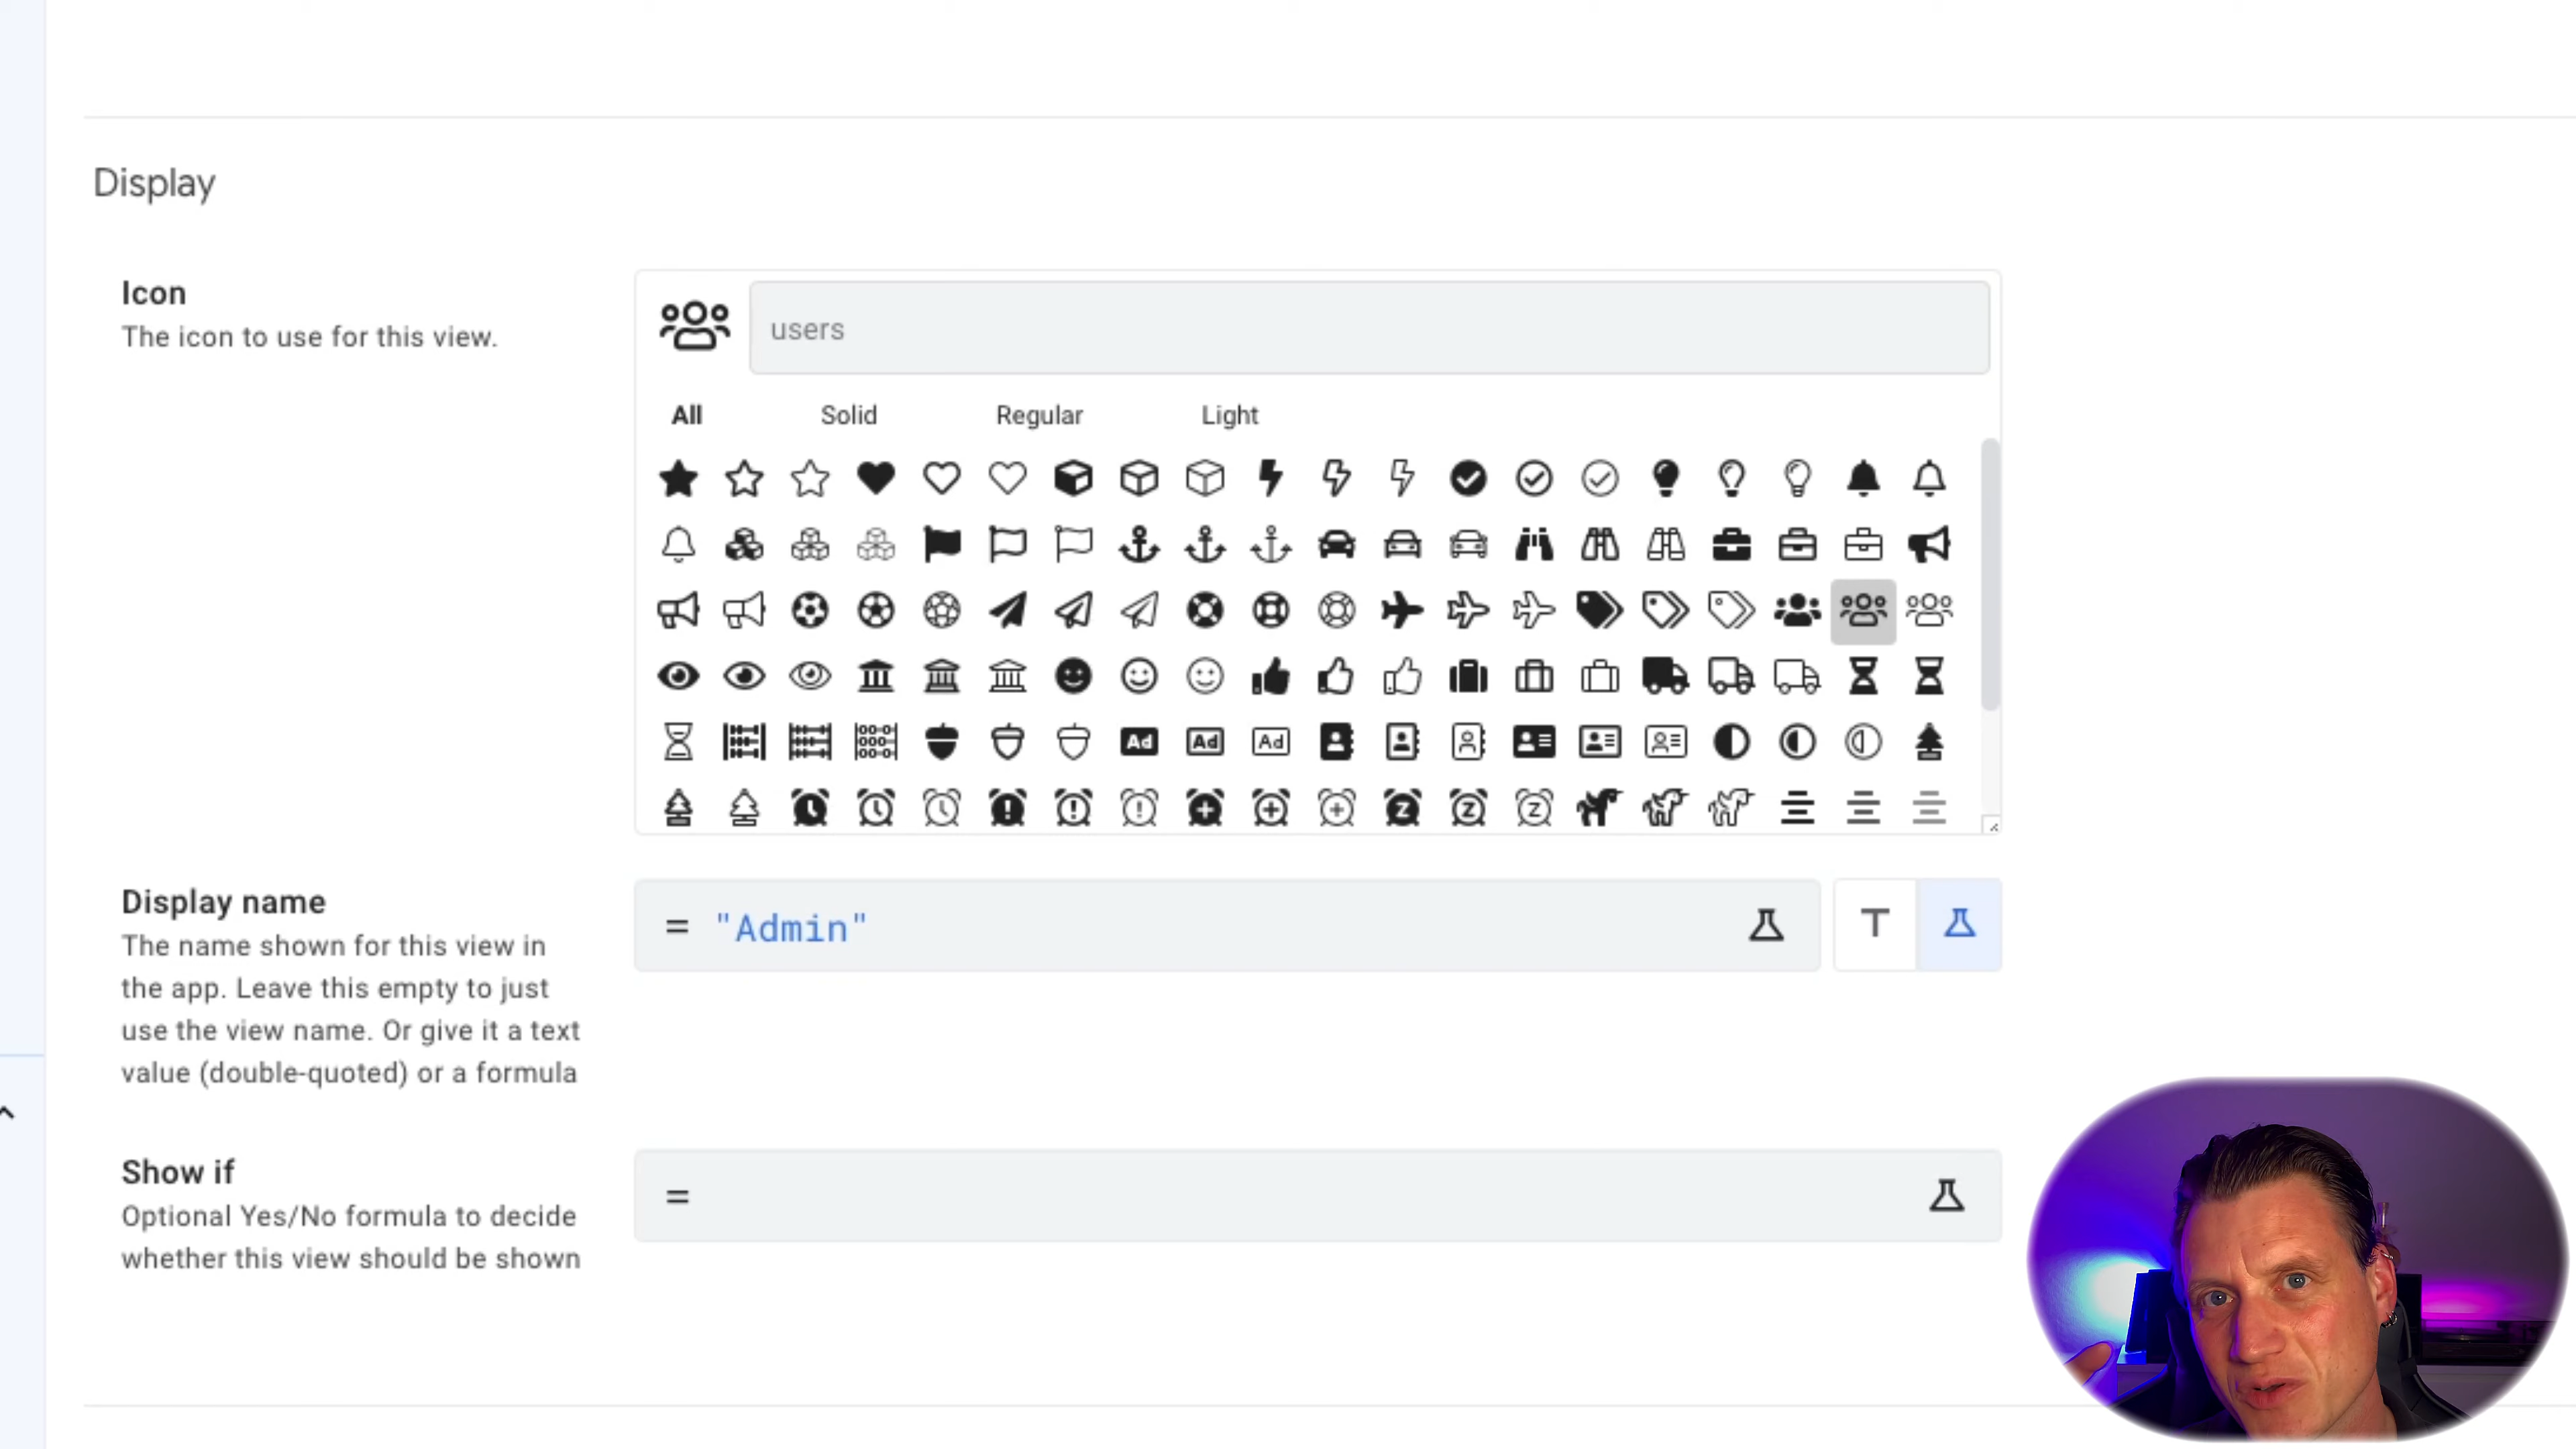 Display
Icon
The icon to use for this view.
users
All Solid Regular Light
Ad Ad Ad
Display name
The name shown for this view in
the app. Leave this empty to just
use the view name. Or give it a text
value (double-quoted) or a formula
= "Admin"
Show if
Optional Yes/No formula to decide
whether this view should be shown
=